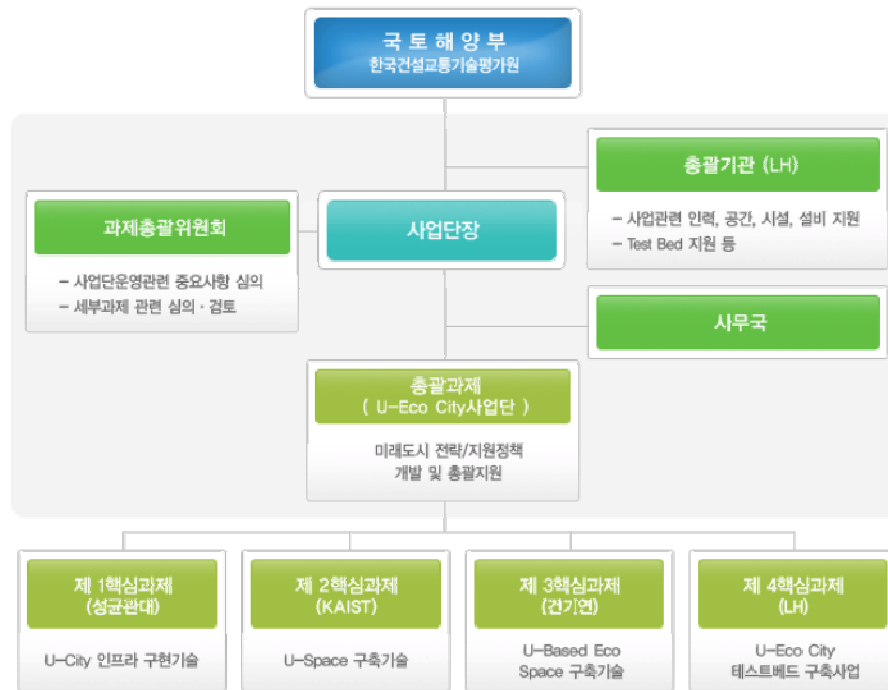 국토해양부
한국건설교통기술평가원
총괄기관 (LH)
- 사업관련 인력, 공간, 시설, 설비 지원
- Test Bed 지원 등
과제총괄위원회
- 사업단운영관련 중요사항 심의
- 세부과제 관련 심의 · 검토
사업단장
사무국
총괄과제
( U-Eco City사업단 )
미래도시 전략/지원정책
개발 및 총괄지원
제 1핵심과제
(성균관대)
U-City 인프라 구현기술
제 2핵심과제
(KAIST)
U-Space 구축기술
제 3핵심과제
(건기연)
U-Based Eco
Space 구축기술
제 4핵심과제
(LH)
U-Eco City
테스트베드 구축사업